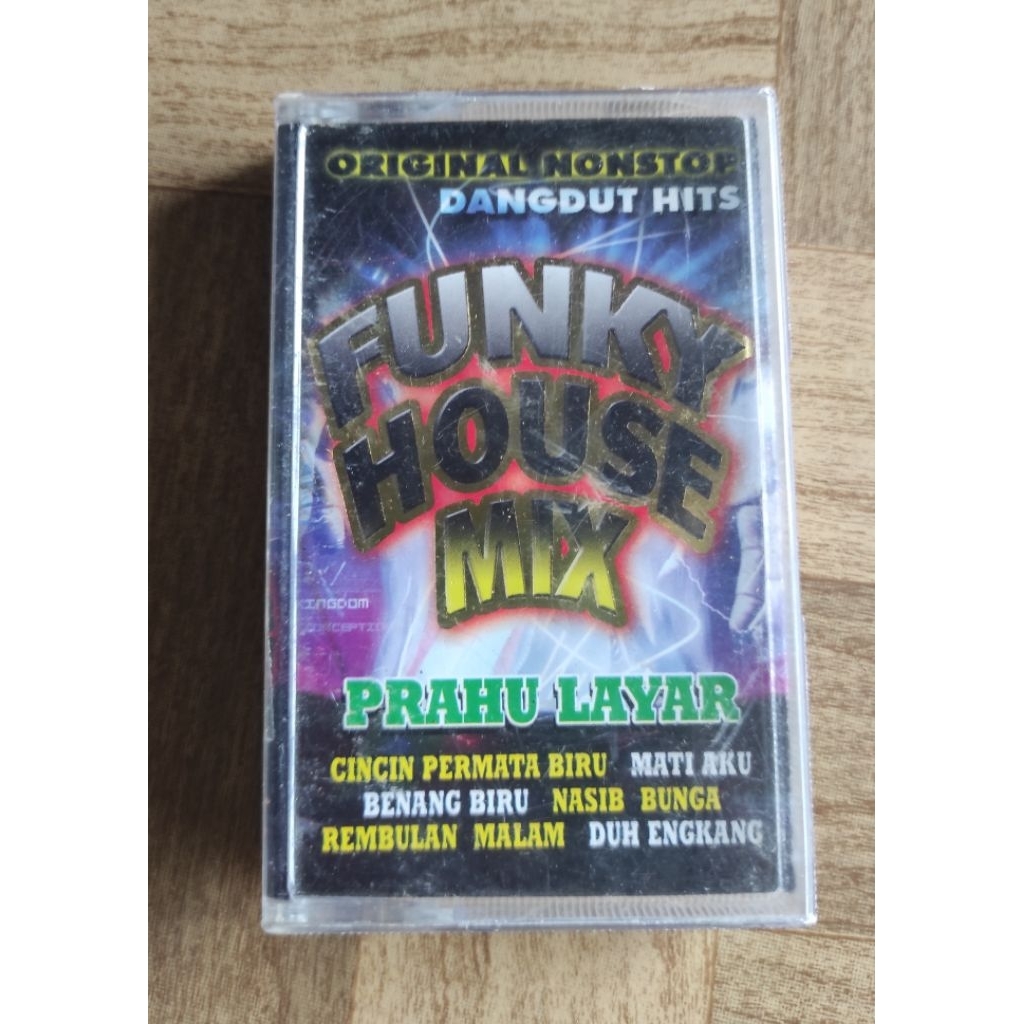 ORIGINAL NONSTOP
DANGDUT HITS
FUNKY
HOUSE
MIX
KINGDOM
PRAHU LAYAR
CINCIN PERMATA BIRU MATI AKU
BENANG BIRU NASIB BUNGA
REMBULAN MALAM DUH ENGKANG